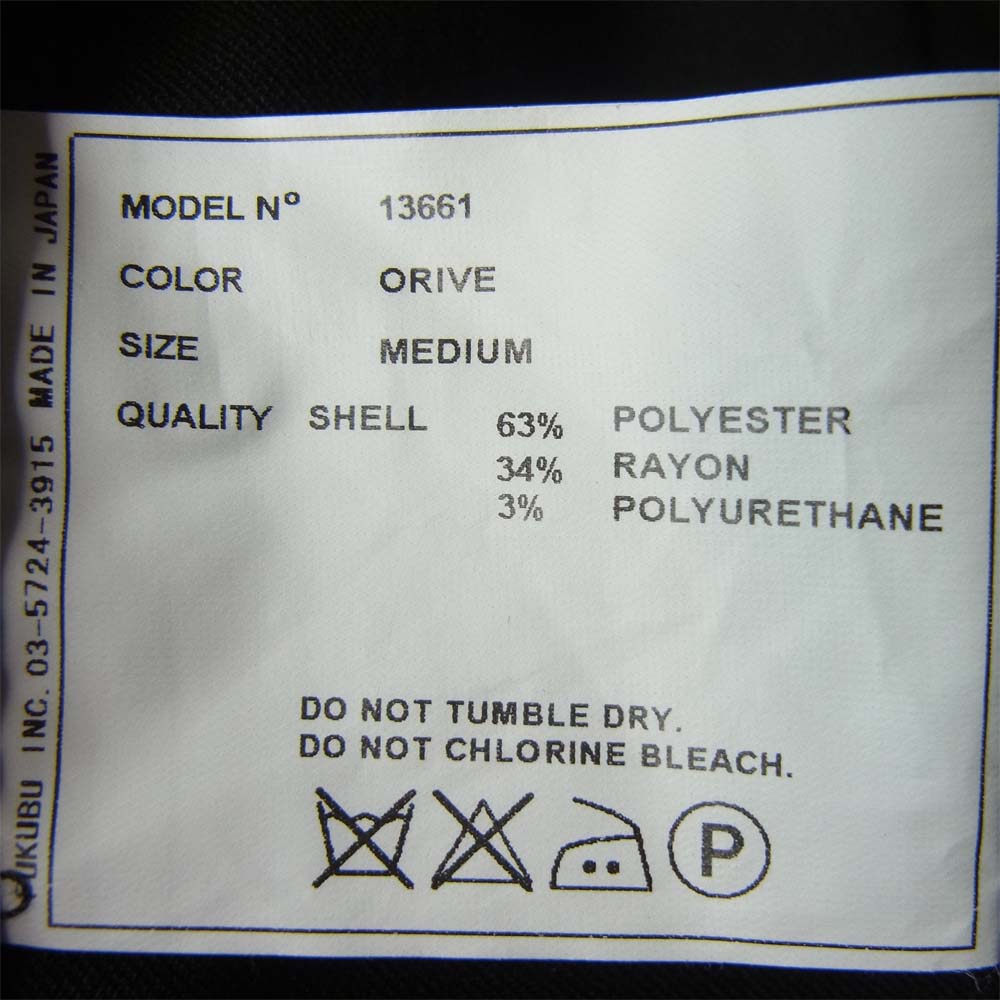 MODEL Nº 13661
COLOR ORIVE
SIZE MEDIUM
QUALITY SHELL 63% POLYESTER
34% RAYON
3% POLYURETHANE
DO NOT TUMBLE DRY.
DO NOT CHLORINE BLEACH.
P
INC. 03-5724-3915 MADE IN JAPAN